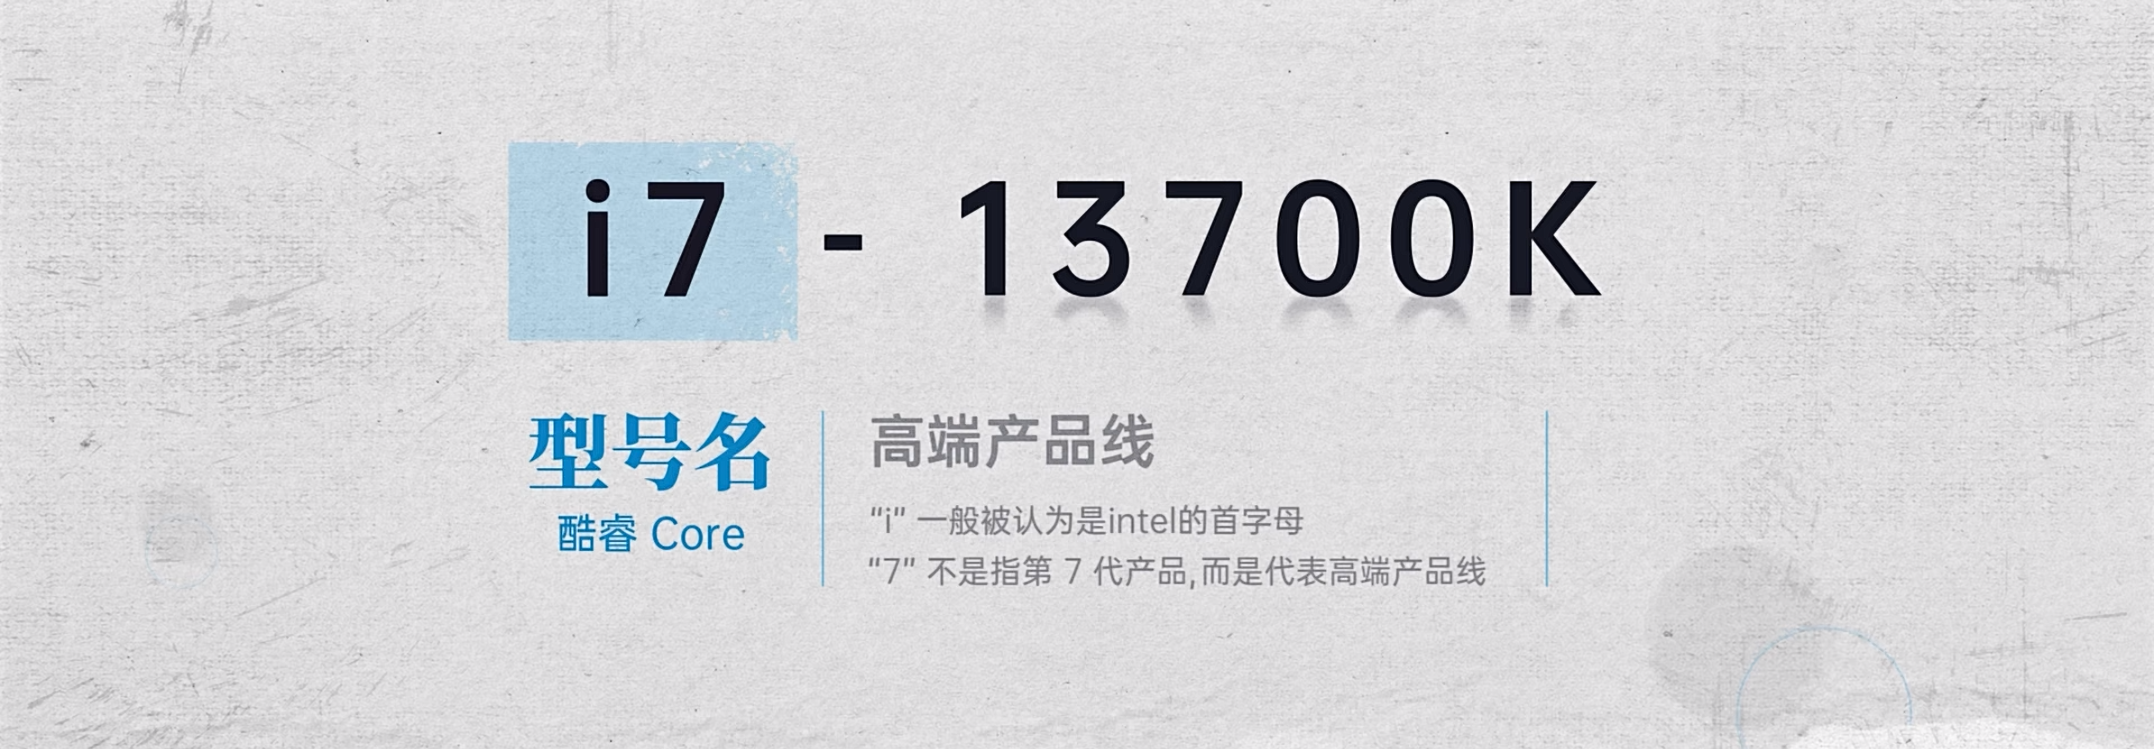 i7 - 13700K
型号名
酷睿 Core
高端产品线
“i” 一般被认为是intel的首字母
“7” 不是指第 7 代产品,而是代表高端产品线